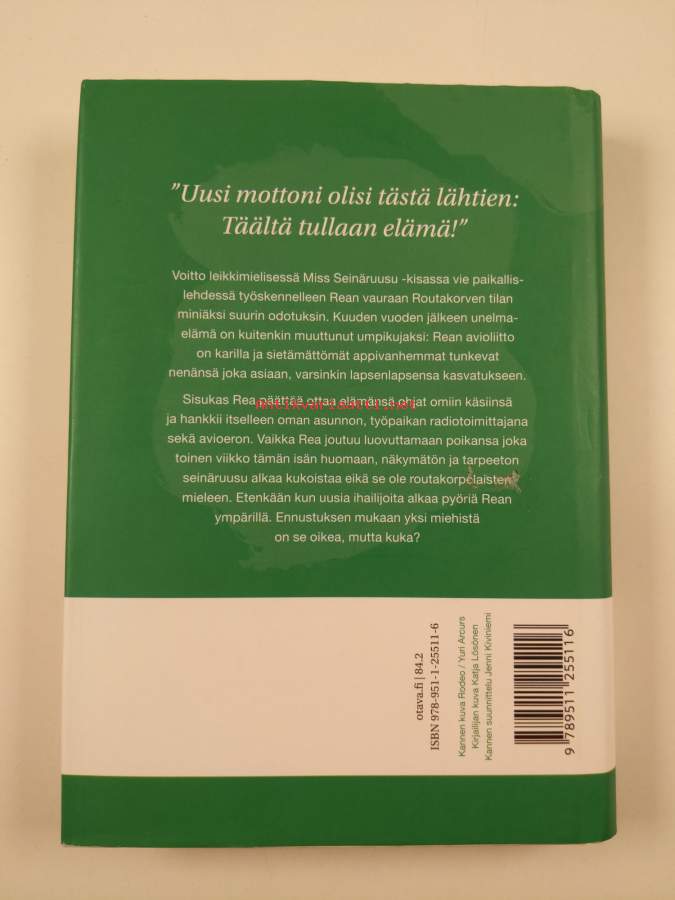 ”Uusi mottoni olisi tästä lähtien:
Täältä tullaan elämä!”
Voitto leikkimielisessä Miss Seinäruusu -kisassa vie paikallis-
lehdessä työskennelleen Rean vauraan Routakorven tilan
miniäksi suurin odotuksin. Kuuden vuoden jälkeen unelma-
elämä on kuitenkin muuttunut umpikujaksi: Rean avioliitto
on karilla ja sietämättömät appivanhemmat tunkevat
nenänsä joka asiaan, varsinkin lapsenlapsensa kasvatukseen.
Sisukas Rea päättää ottaa elämänsä ohjat omiin käsiinsä
ja hankkii itselleen oman asunnon, työpaikan radiotoimittajana
sekä avioeron. Vaikka Rea joutuu luovuttamaan poikansa joka
toinen viikko tämän isän huomaan, näkymätön ja tarpeeton
seinäruusu alkaa kukoistaa eikä se ole routakorpelaisten
mieleen. Etenkään kun uusia ihailijoita alkaa pyöriä Rean
ympärillä. Ennustuksen mukaan yksi miehistä
on se oikea, mutta kuka?
otava.fi | 84.2
ISBN 978-951-1-25511-6
Kannen kuva Rodeo / Yuri Arcurs
Kirjailijan kuva Katja Lösönen
Kannen suunnittelu Jenni Kiviniemi
9 789511 255116